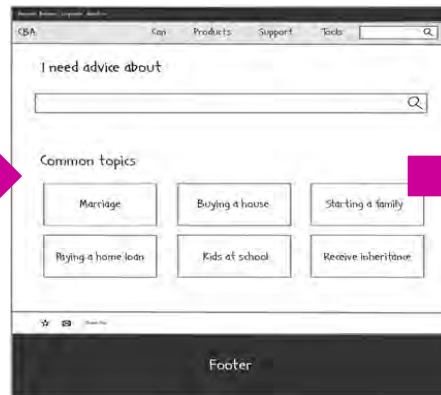 CBA Can Products Support Tools
I need advice about
Common topics
Marriage Buying a house Starting a family
Paying a home loan Kids at school Receive inheritance
Footer